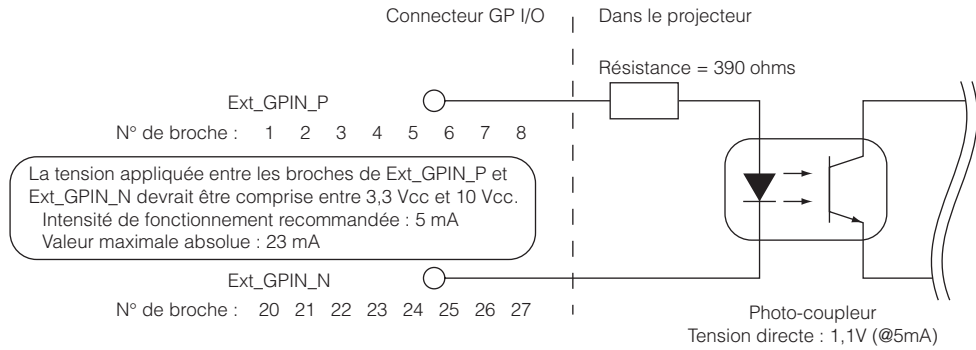 Connecteur GP I/O
Dans le projecteur
Résistance = 390 ohms
Ext_GPIN_P
N° de broche : 1 2 3 4 5 6 7 8
La tension appliquée entre les broches de Ext_GPIN_P et
Ext_GPIN_N devrait être comprise entre 3,3 Vcc et 10 Vcc.
Intensité de fonctionnement recommandée : 5 mA
Valeur maximale absolue : 23 mA
Ext_GPIN_N
N° de broche : 20 21 22 23 24 25 26 27
Photo-coupleur
Tension directe : 1,1V (@5mA)